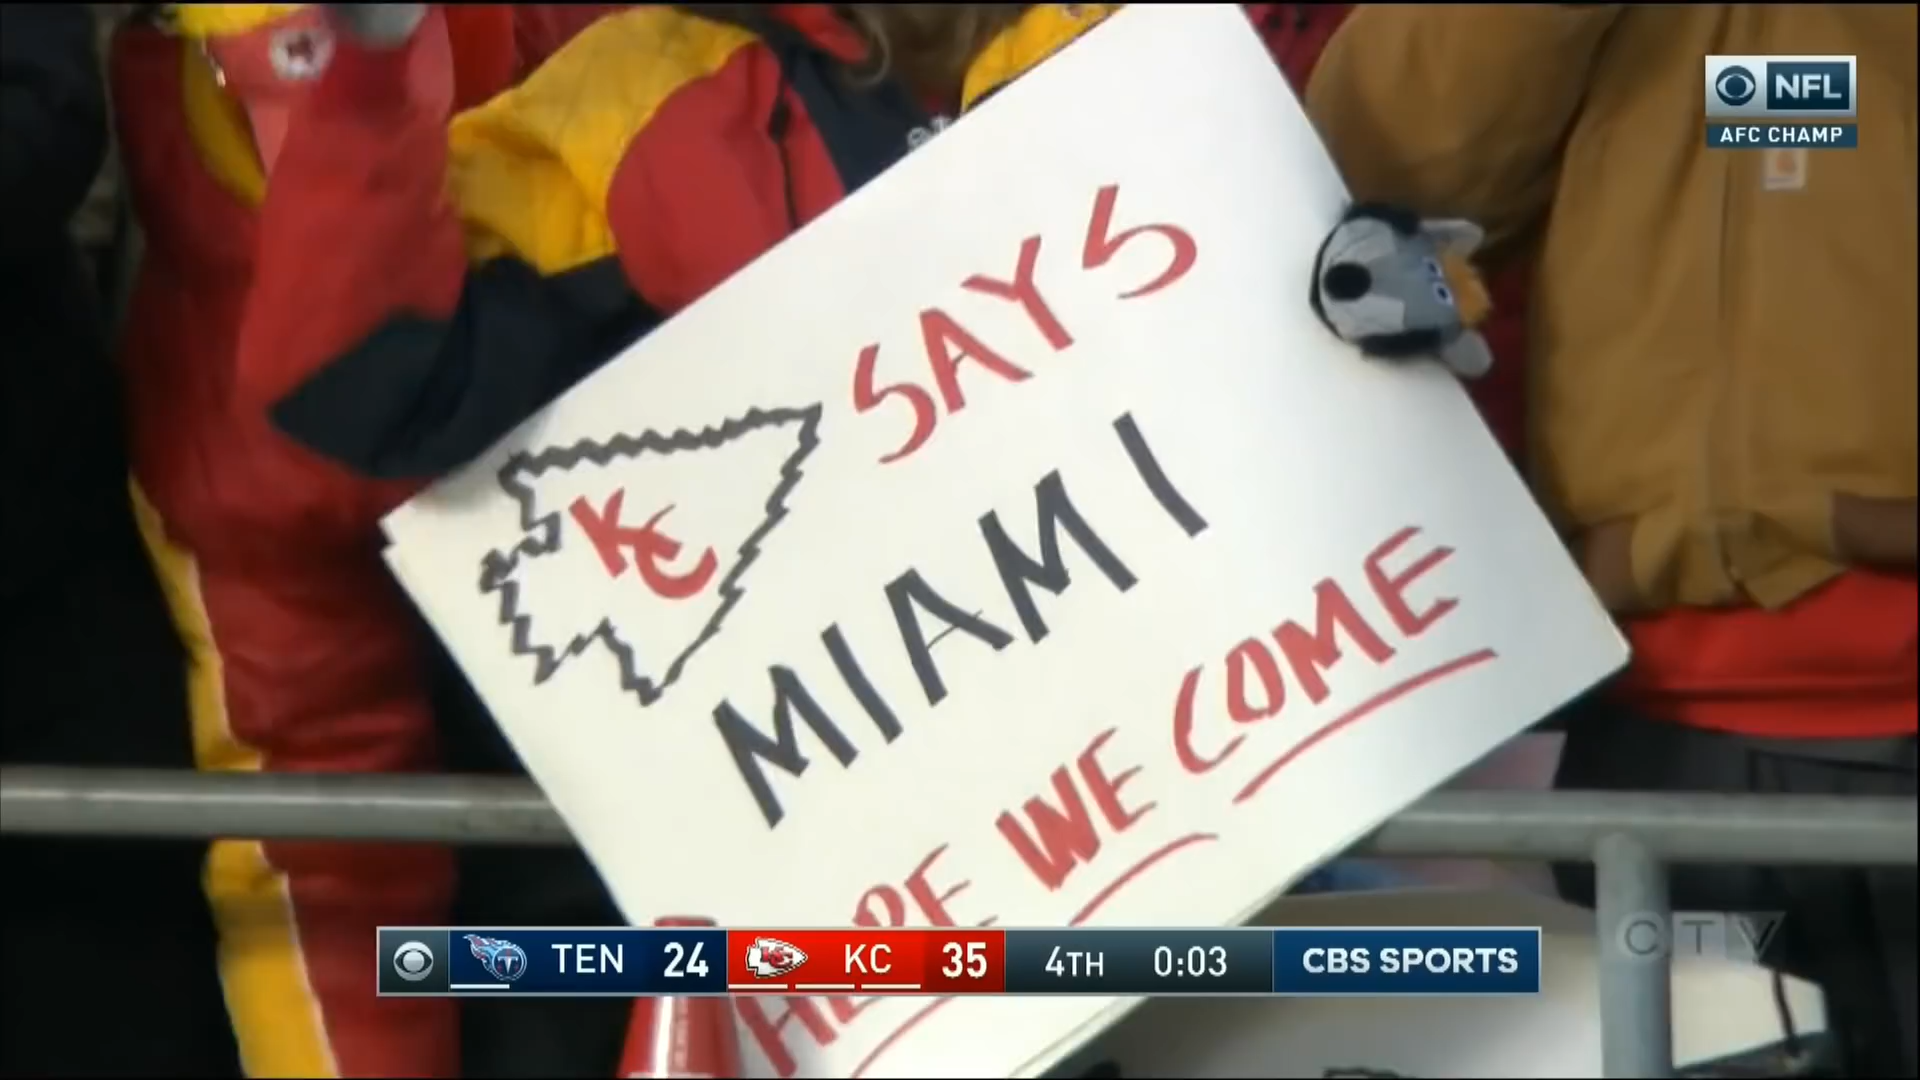 NFL
AFC CHAMP
SAYS
KC
MIAMI
HERE WE COME
TEN 24 KC 35 4TH 0:03 CBS SPORTS
CTV